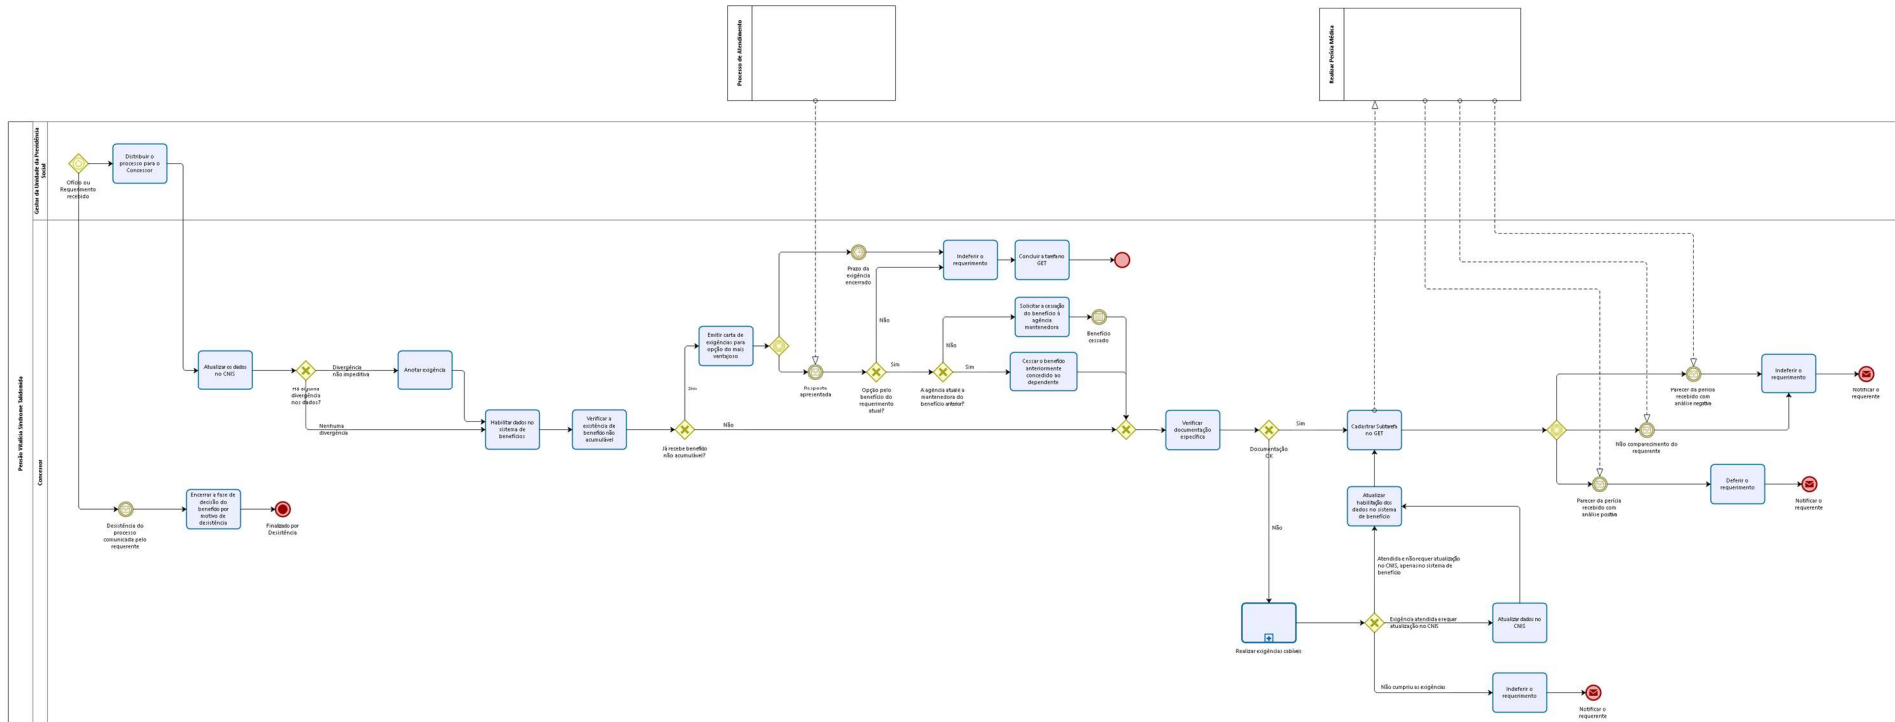 Processo de Atendimento
Realizar Perícia Médica
Pensão Vitalícia Síndrome Talidomida
Gestor da Unidade da Previdência
Social
Concessor
Ofício ou
Requerimento
recebido
Distribuir o
processo para o
Concessor
Desistência do
processo
comunicada pelo
requerente
Encerrar a fase de
decisão do
benefício por
motivo de
desistência
Finalizado por
Desistência
Atualizar os dados
no CNIS
Há alguma
divergência
nos dados?
Divergência
não impeditiva
Nenhuma
divergência
Anotar exigência
Habilitar dados no
sistema de
benefícios
Verificar a
existência de
benefício não
acumulável
Já recebe benefício
não acumulável?
Sim
Não
Emitir carta de
exigências para
opção do mais
vantajoso
Prazo da
exigência
encerrado
Resposta
apresentada
Opção pelo
benefício do
requerimento
atual?
Não
Sim
Indeferir o
requerimento
Concluir a tarefa no
GET
A agência atual é a
mantenedora do
benefício anterior?
Não
Sim
Solicitar a cessação
do benefício à
agência
mantenedora
Benefício
cessado
Cessar o benefício
anteriormente
concedido ao
dependente
Verificar
documentação
específica
Documentação
OK
Sim
Não
Cadastrar Subtarefa
no GET
Atualizar
habilitação dos
dados no sistema
de benefício
Atendida e não requer atualização
no CNIS, apenas no sistema de
benefício
Realizar exigências cabíveis
Exigência atendida e requer
atualização no CNIS
Atualizar dados no
CNIS
Não cumpriu as exigências
Indeferir o
requerimento
Notificar o
requerente
Parecer da perícia
recebido com
análise negativa
Indeferir o
requerimento
Notificar o
requerente
Não comparecimento do
requerente
Parecer da perícia
recebido com
análise positiva
Deferir o
requerimento
Notificar o
requerente